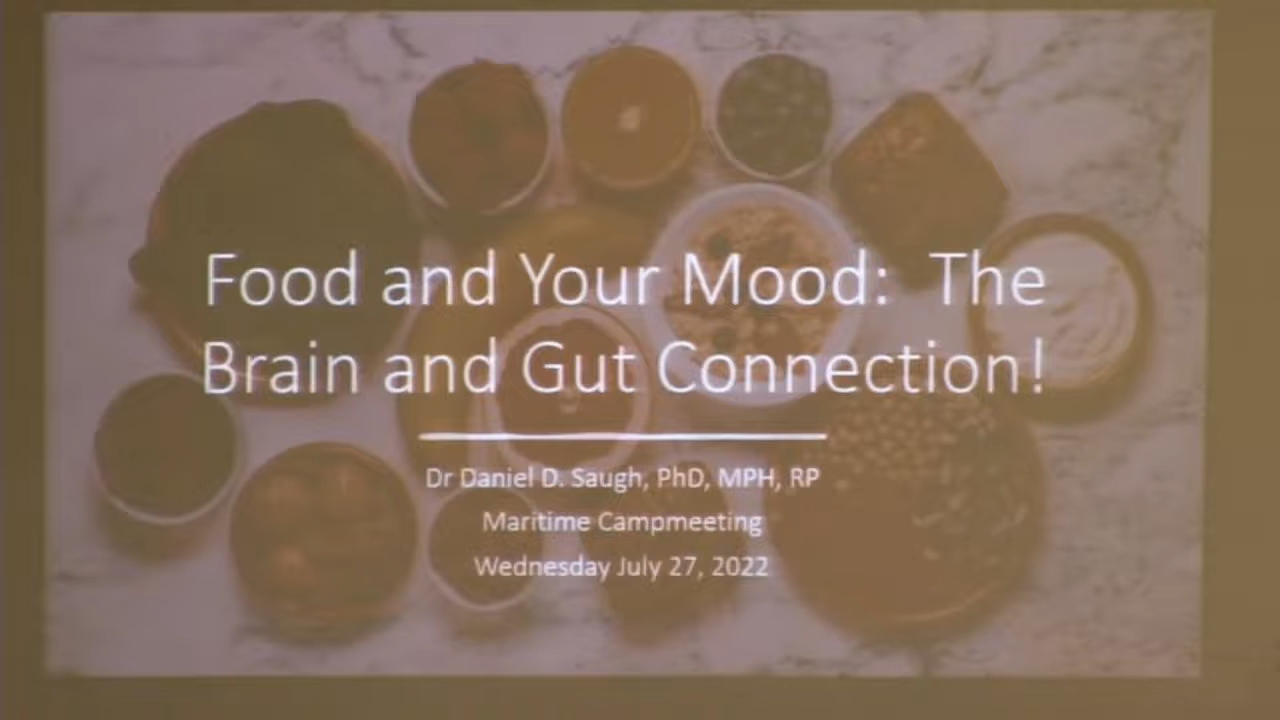 Food and Your Mood: The
Brain and Gut Connection!
Dr Daniel D. Saugh, PhD, MPH, RP
Maritime Campmeeting
Wednesday July 27, 2022